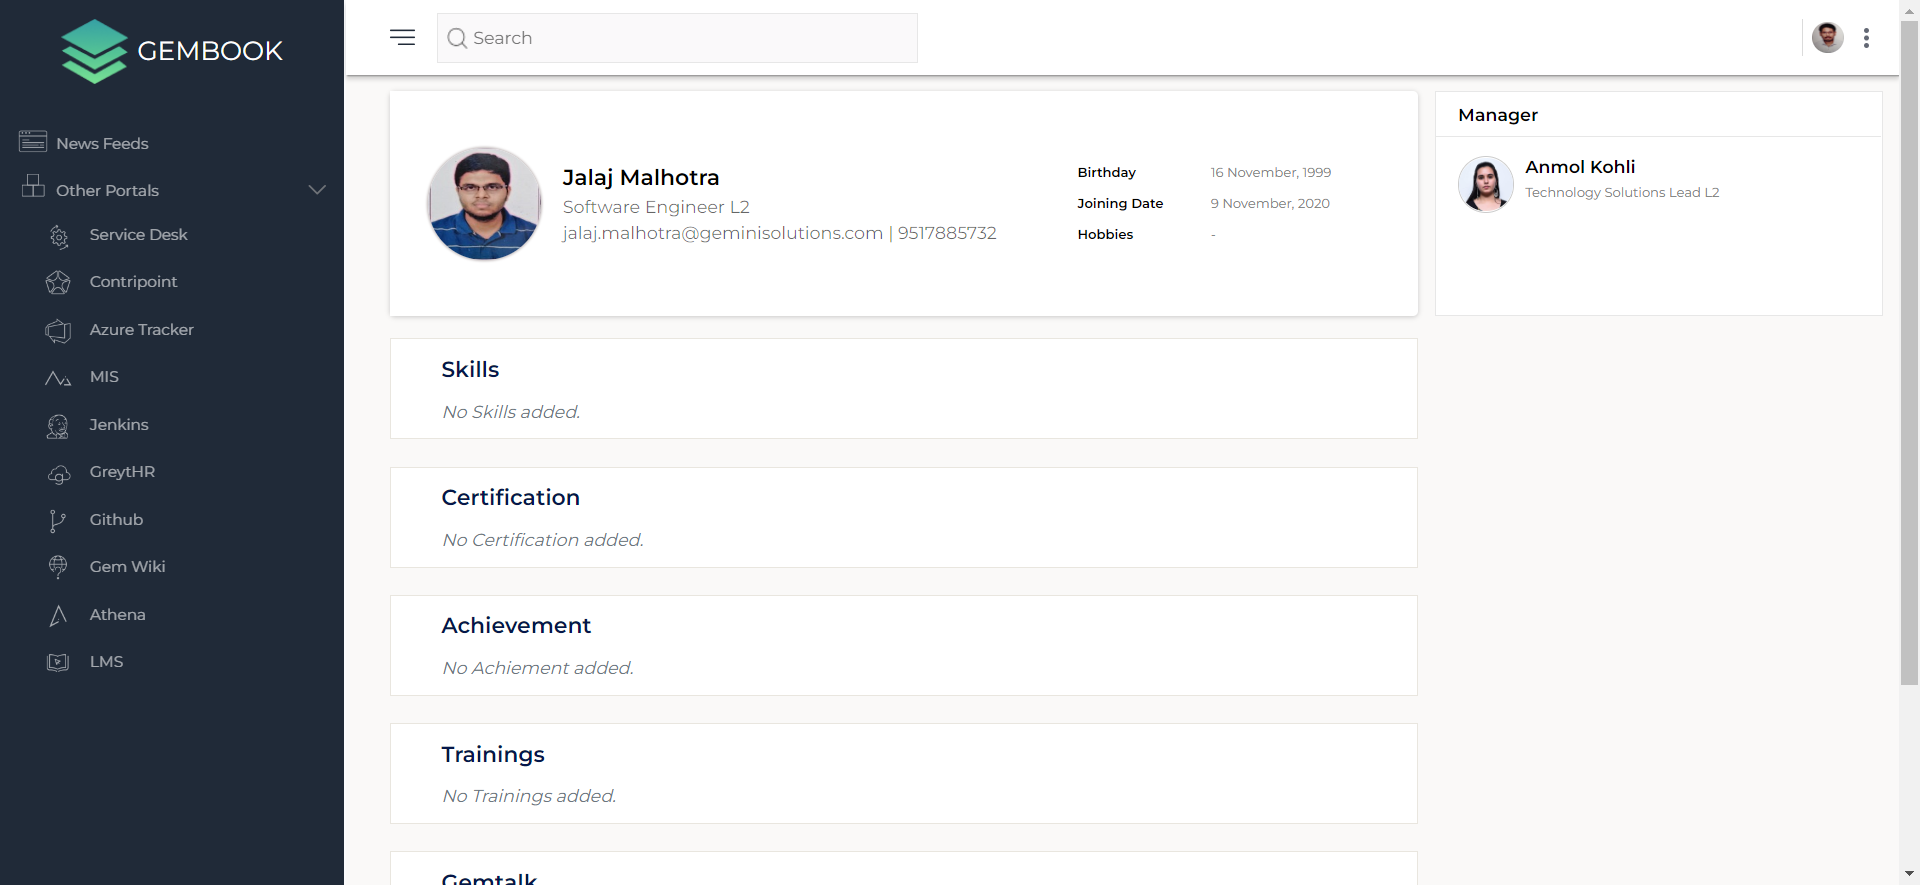 GEMBOOK
News Feeds
Other Portals
Service Desk
Contripoint
Azure Tracker
MIS
Jenkins
GreytHR
Github
Gem Wiki
Athena
LMS
Search
Jalaj Malhotra
Software Engineer L2
jalaj.malhotra@geminisolutions.com | 9517885732
Birthday 16 November, 1999
Joining Date 9 November, 2020
Hobbies -
Manager
Anmol Kohli
Technology Solutions Lead L2
Skills
No Skills added.
Certification
No Certification added.
Achievement
No Achiement added.
Trainings
No Trainings added.
Gemtalk